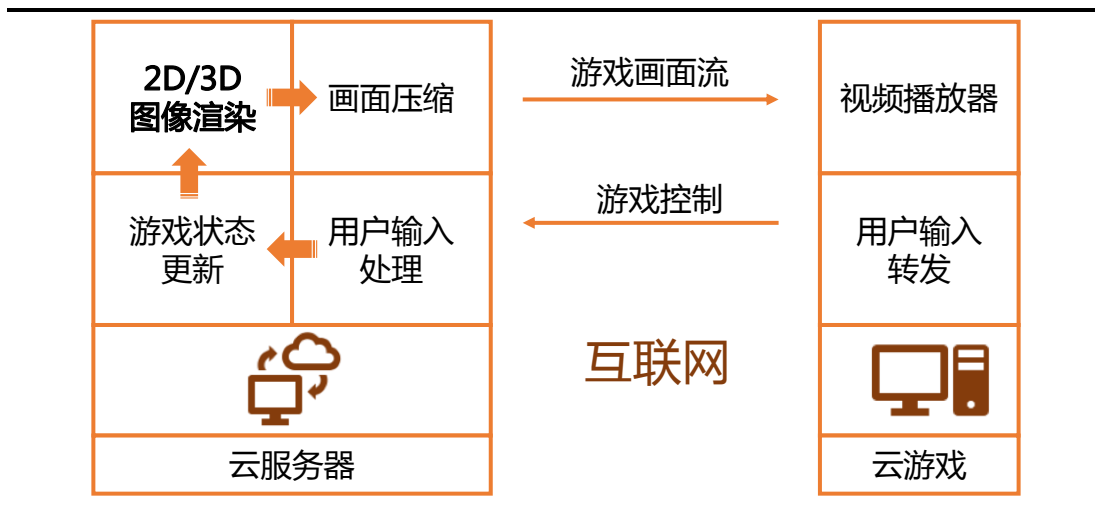 2D/3D
图像渲染
画面压缩
游戏画面流
视频播放器
游戏状态
更新
用户输入
处理
游戏控制
用户输入
转发
互联网
云服务器
云游戏